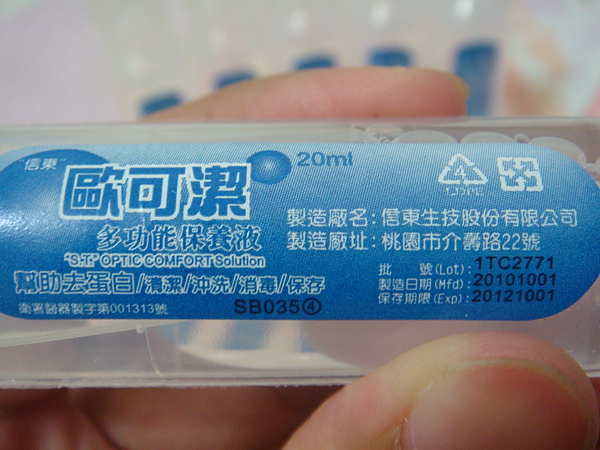 "信東"
歐可潔
20ml
多功能保養液
"S.T." OPTIC COMFORT Solution
幫助去蛋白/清潔/沖洗/消毒/保存
衛署醫器製字第001313號
SB035④
4
LDPE
製造廠名:信東生技股份有限公司
製造廠址:桃園市介壽路22號
批 號(Lot): 1TC2771
製造日期(Mfd) 20101001
保存期限(Exp): 20121001